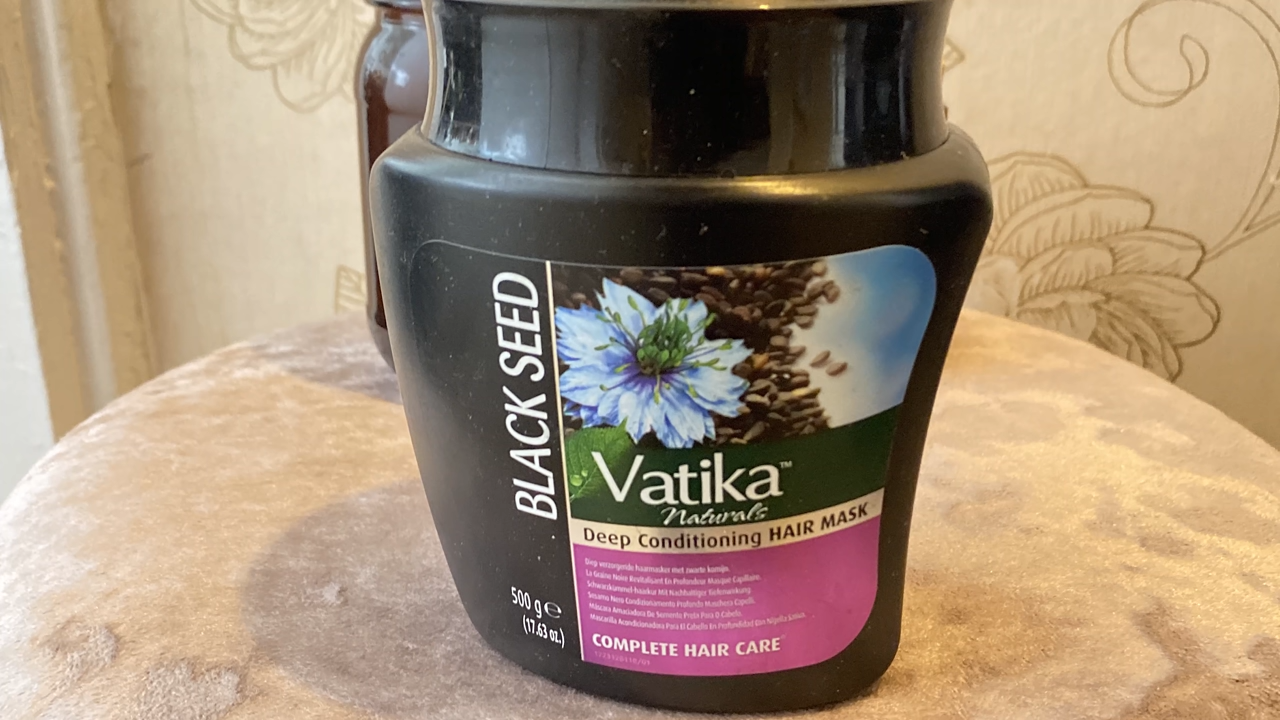 BLACK SEED
Vatika™
Naturals
Deep Conditioning HAIR MASK
Diep verzorgende haarmasker met zwarte komijn.
La Graine Noire Revitalisant En Profondeur Masque Capillaire.
Schwarzkümmel-haarkur Mit Nachhaltiger Tiefenwirkung.
Sesamo Nero Condizionamento Profondo Maschera Capelli.
Máscara Amaciadora De Semente Preta Para O Cabelo.
Mascarilla Acondicionadora Para El Cabello En Profundidad Con Nigella Sativa.
COMPLETE HAIR CARE
500 g ℮
(17.63 oz.)